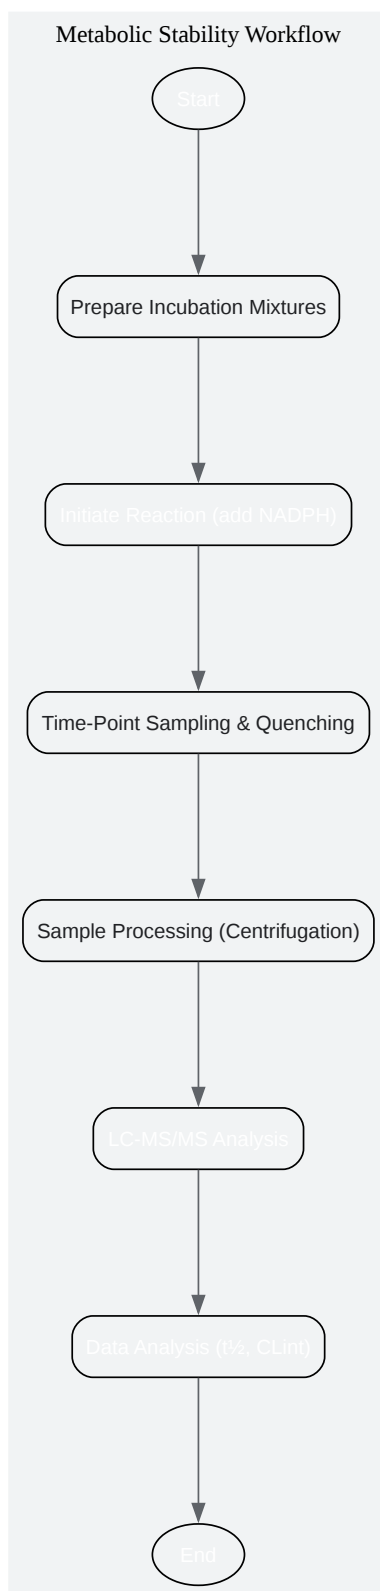 Metabolic Stability Workflow
Start
Prepare Incubation Mixtures
Initiate Reaction (add NADPH)
Time-Point Sampling & Quenching
Sample Processing (Centrifugation)
LC-MS/MS Analysis
Data Analysis (t½, CLint)
End